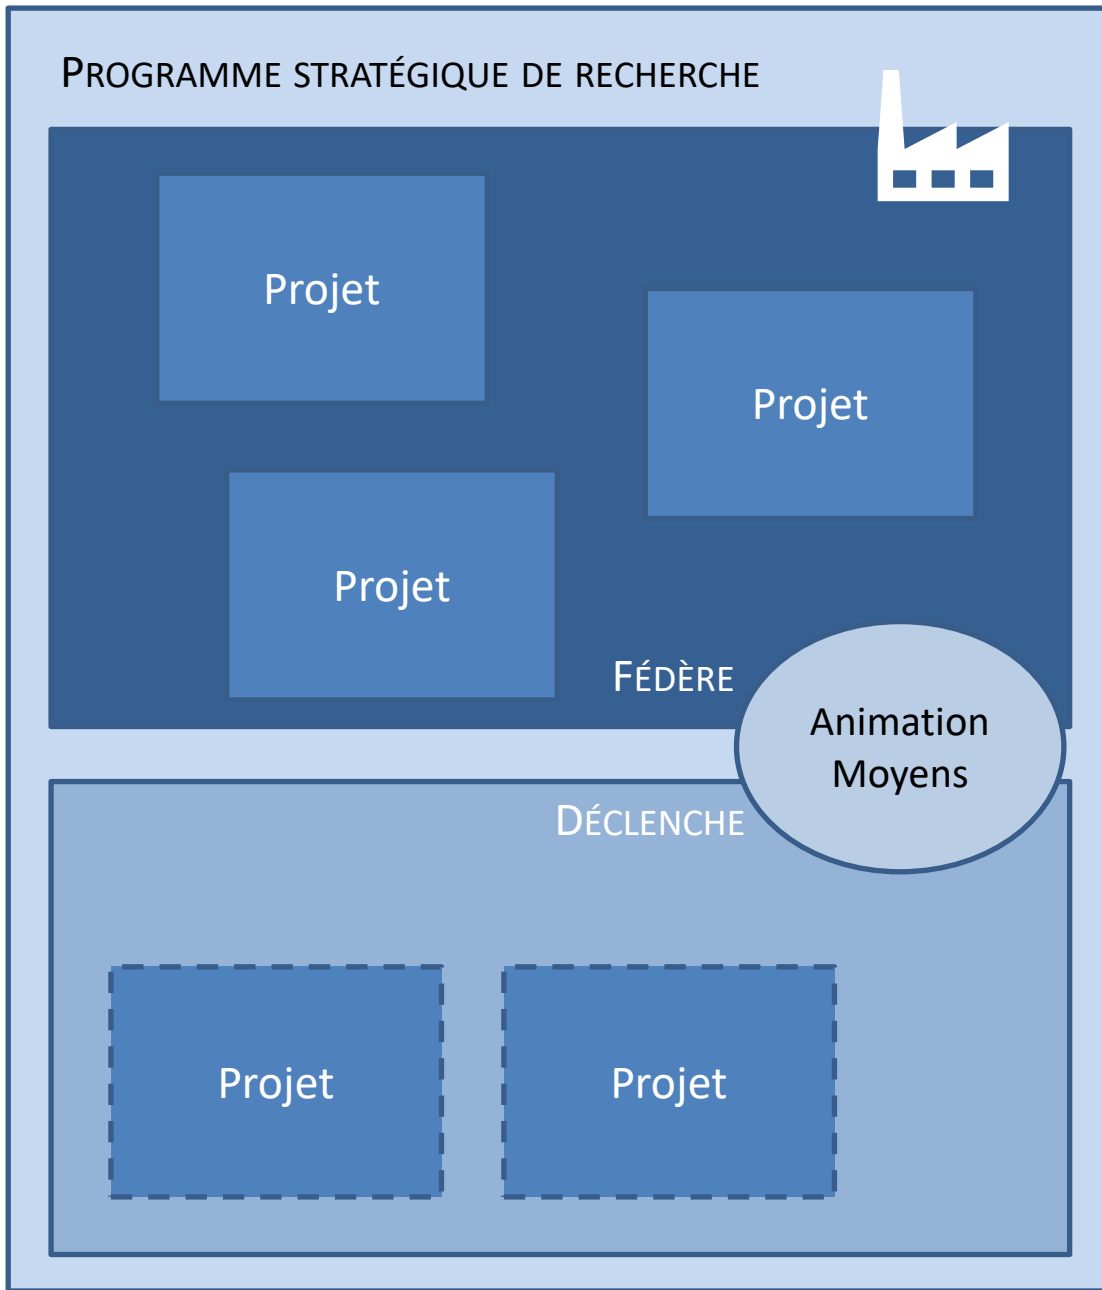 PROGRAMME STRATÉGIQUE DE RECHERCHE
Projet
Projet
Projet
FÉDÈRE
Animation
Moyens
DÉCLENCHE
Projet
Projet